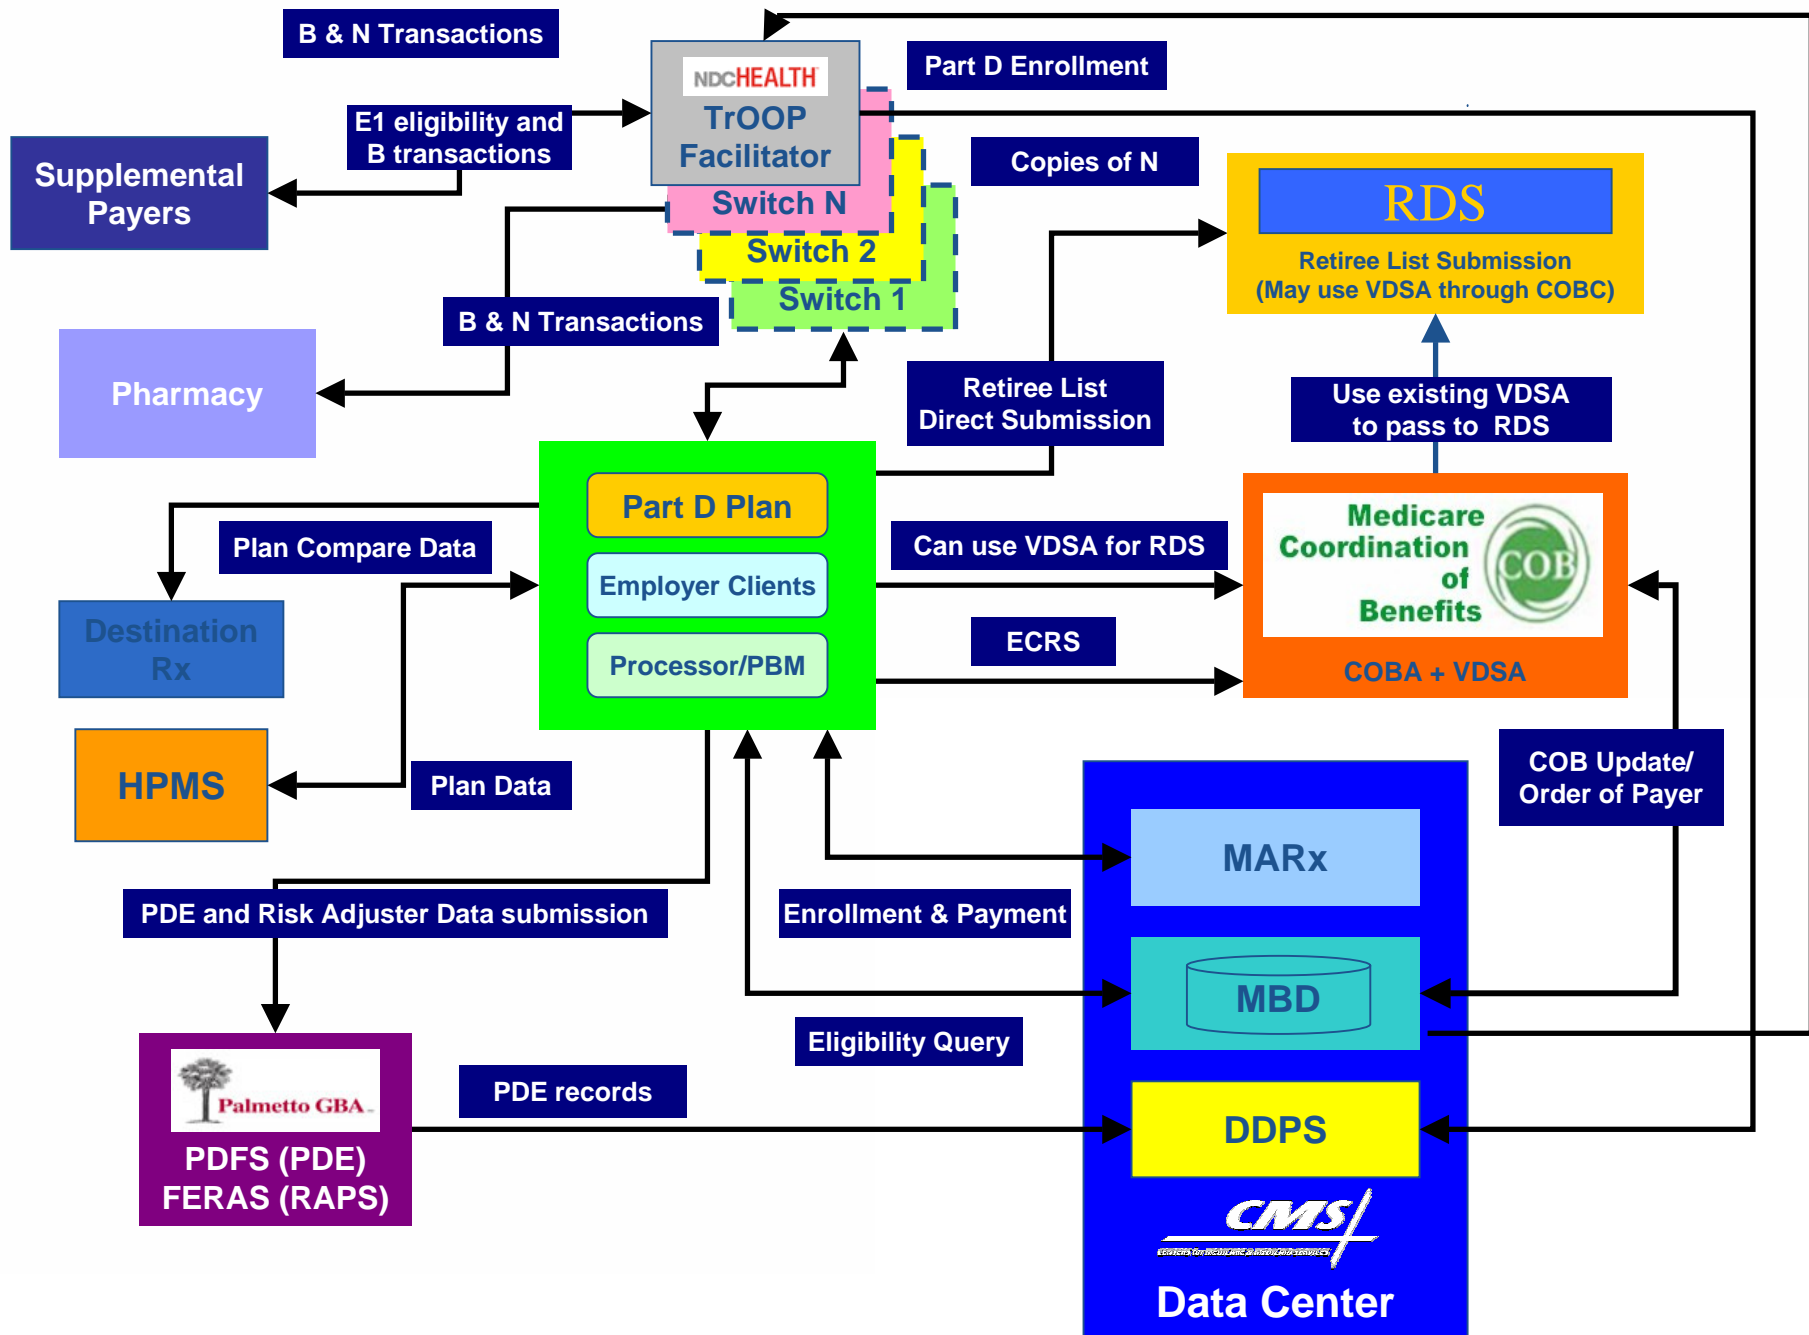 B & N Transactions
NDCHEALTH
TrOOP
Facilitator
Part D Enrollment
E1 eligibility and
B transactions
Supplemental
Payers
Copies of N
Switch N
Switch 2
Switch 1
RDS
Retiree List Submission
(May use VDSA through COBC)
B & N Transactions
Pharmacy
Retiree List
Direct Submission
Use existing VDSA
to pass to RDS
Part D Plan
Employer Clients
Processor/PBM
Plan Compare Data
Can use VDSA for RDS
Medicare
Coordination
of
Benefits
COB
COBA + VDSA
ECRS
Destination
Rx
HPMS
Plan Data
COB Update/
Order of Payer
MARx
PDE and Risk Adjuster Data submission
Enrollment & Payment
MBD
Eligibility Query
Palmetto GBA
PDFS (PDE)
FERAS (RAPS)
PDE records
DDPS
CMS
CENTERS for MEDICARE & MEDICAID SERVICES
Data Center